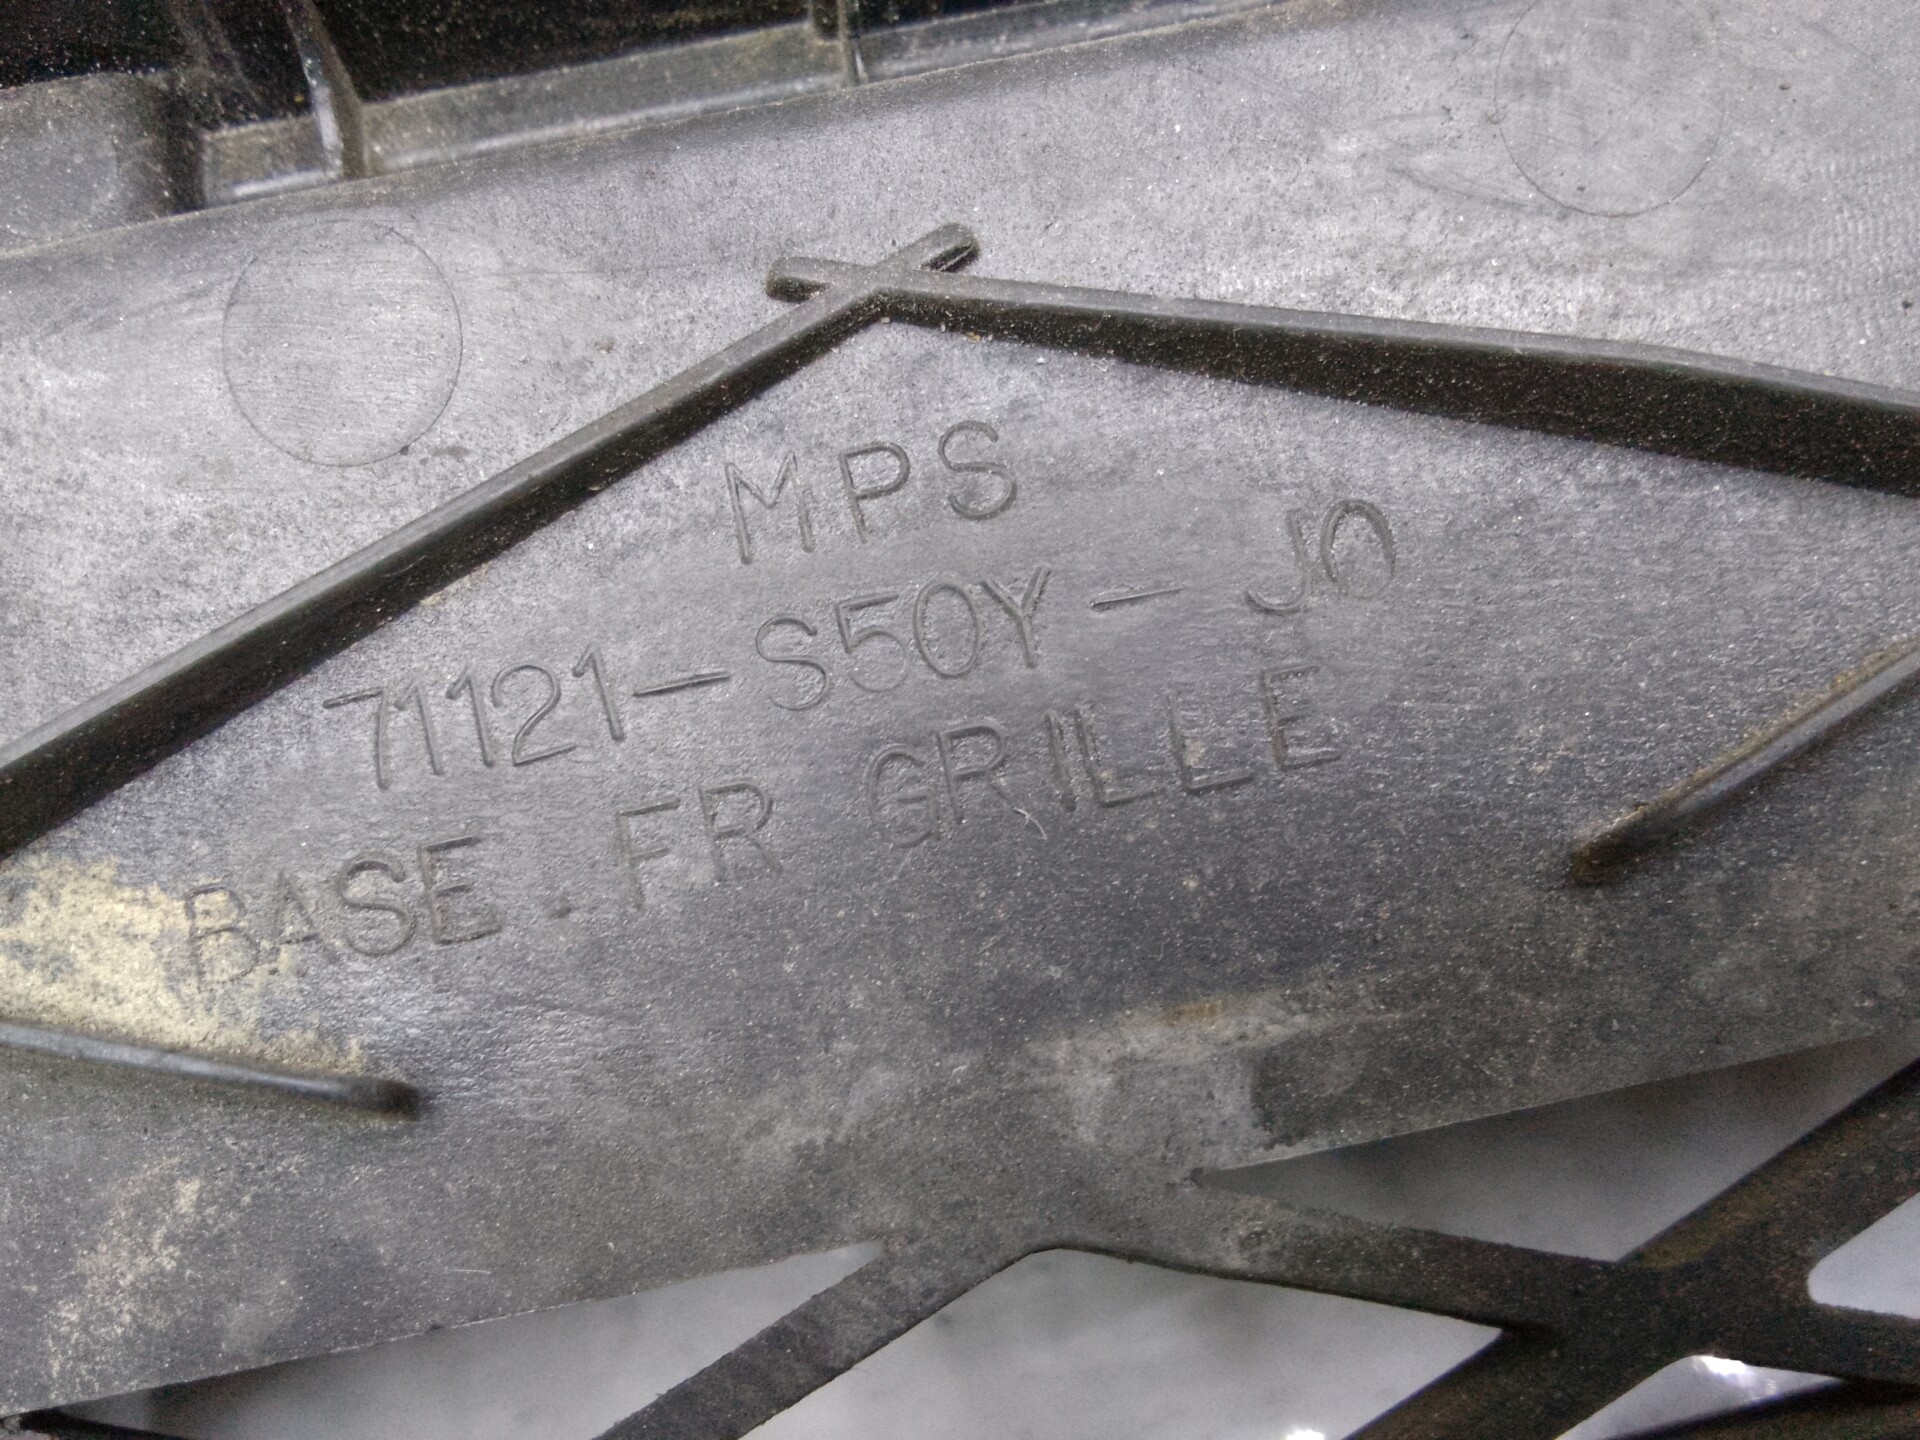 MPS
71121-S50Y-J0
BASE. FR GRILLE